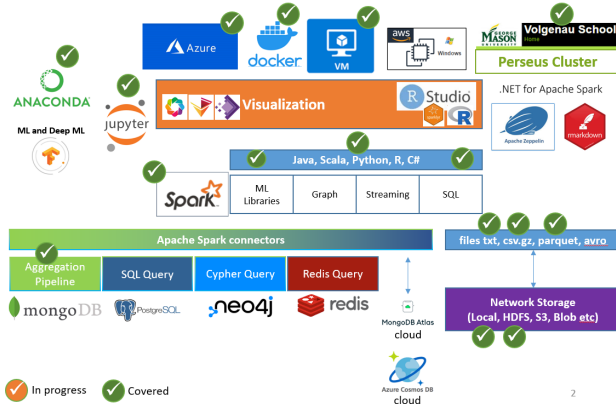 Azure
docker
VM
aws
Windows
GEORGE
MASON
UNIVERSITY
Volgenau School
Home
Perseus Cluster
ANACONDA
jupyter
Visualization
R Studio
R
.NET for Apache Spark
ML and Deep ML
Apache Zeppelin
rmarkdown
Java, Scala, Python, R, C#
Spark
ML
Libraries
Graph
Streaming
SQL
Apache Spark connectors
files txt, csv.gz, parquet, avro
Aggregation
Pipeline
SQL Query
Cypher Query
Redis Query
mongoDB
PostgreSQL
neo4j
redis
MongoDB Atlas
cloud
Network Storage
(Local, HDFS, S3, Blob etc)
Azure Cosmos DB
cloud
In progress
Covered
2